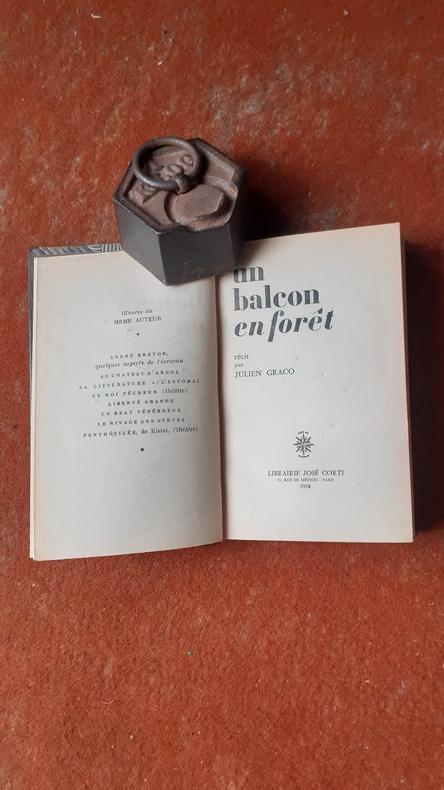 Œuvres du
MEME AUTEUR
ANDRÉ BRETON,
quelques aspects de l'écrivain
AU CHATEAU D'ARGOL
LA LITTÉRATURE A L'ESTOMAC
LE ROI PÊCHEUR (théâtre)
LIBERTÉ GRANDE
UN BEAU TÉNÉBREUX
LE RIVAGE DES SYRTES
PENTHÉSILÉE, de Kleist, (théâtre)
un
balcon
en forêt
récit
par
JULIEN GRACQ
LIBRAIRIE JOSÉ CORTI
11, RUE DE MÉDICIS - PARIS
1958